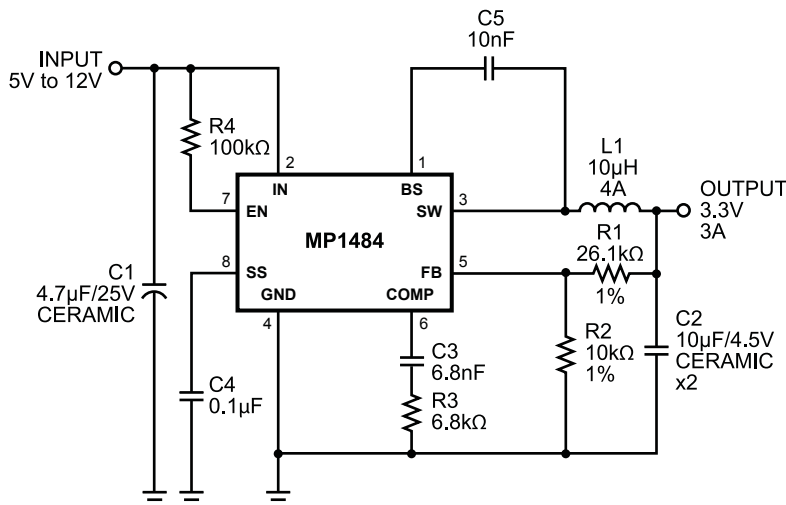 C5
10nF
INPUT
5V to 12V
R4
100kΩ
2
1
L1
10µH
4A
IN
BS
7
EN
SW
3
OUTPUT
3.3V
3A
MP1484
R1
26.1kΩ
1%
8
SS
FB
5
C1
4.7µF/25V
CERAMIC
GND
COMP
4
6
C2
10µF/4.5V
CERAMIC
x2
R2
10kΩ
1%
C3
6.8nF
C4
0.1µF
R3
6.8kΩ